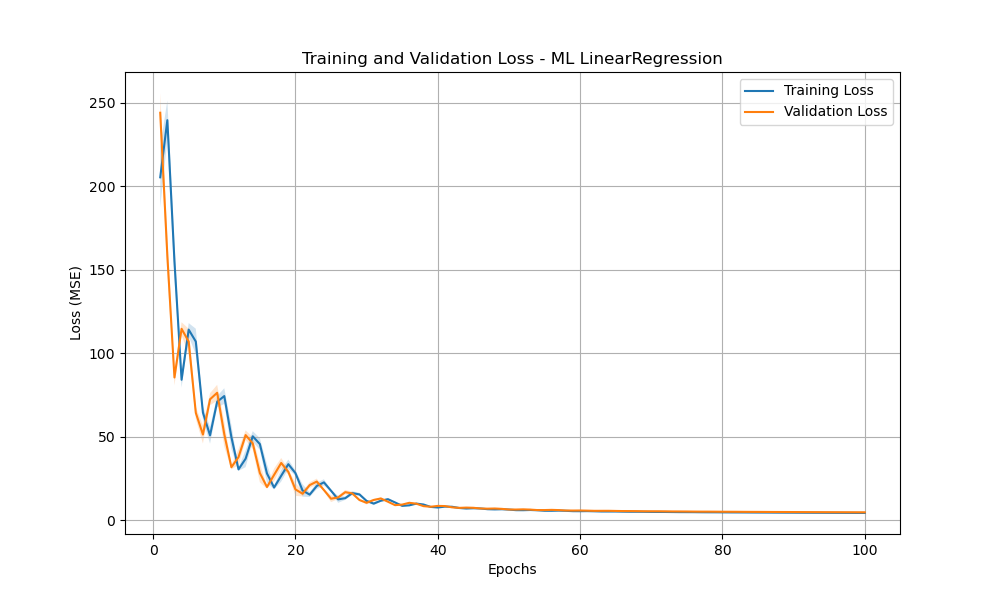 Training and Validation Loss - ML LinearRegression
Training Loss
Validation Loss
Loss (MSE)
250
200
150
100
50
0
0 20 40 60 80 100
Epochs